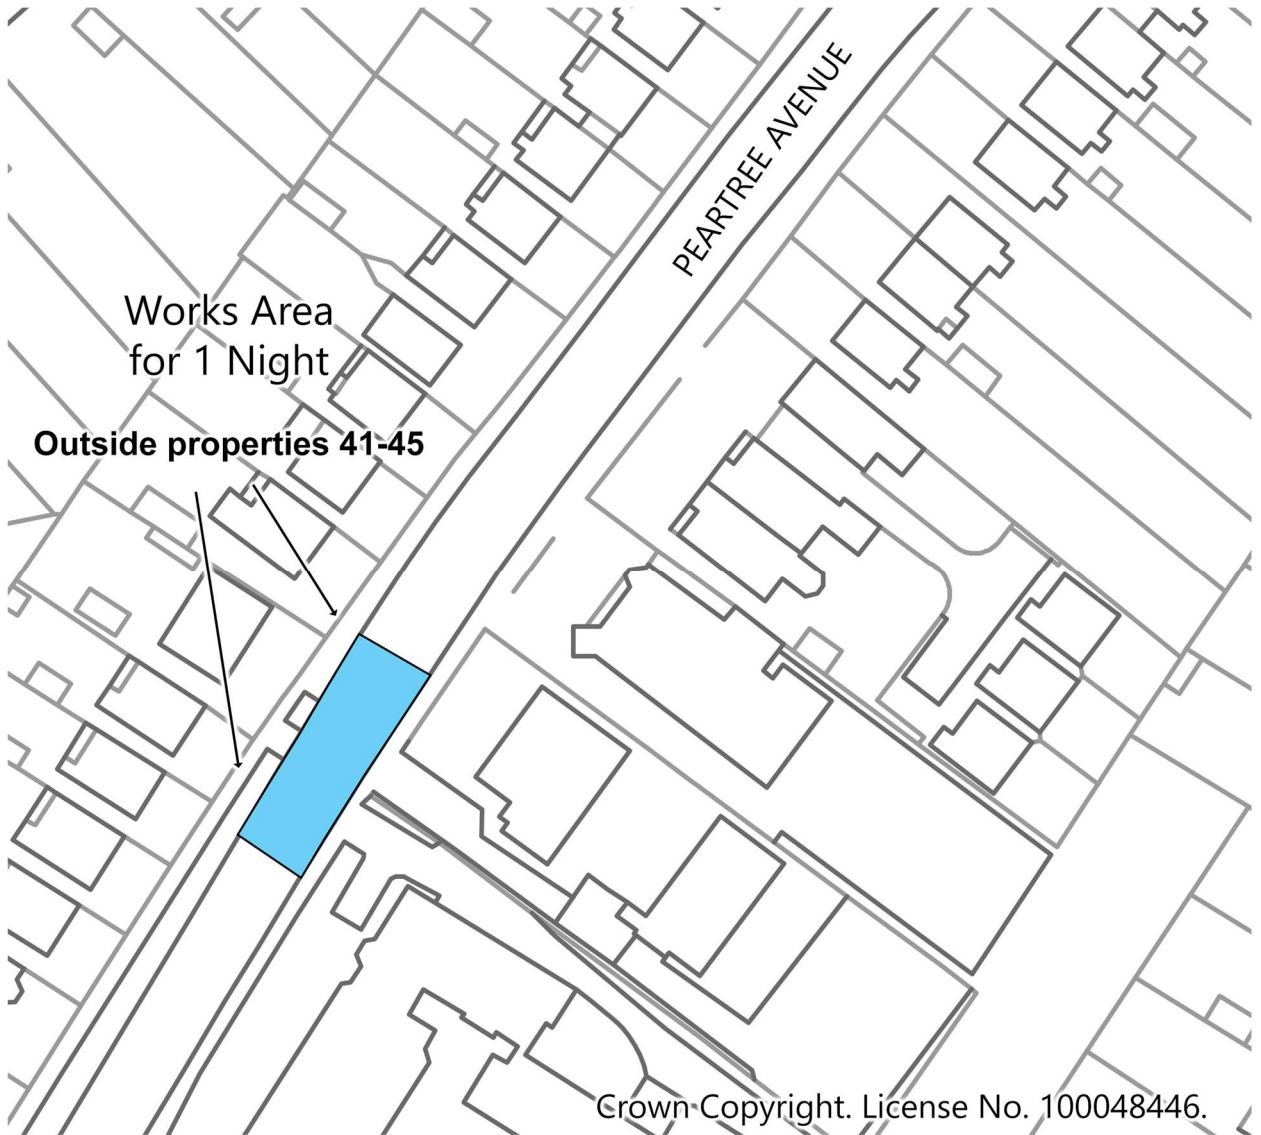 PEARTREE AVENUE
Works Area
for 1 Night
Outside properties 41-45
Crown Copyright. License No. 100048446.